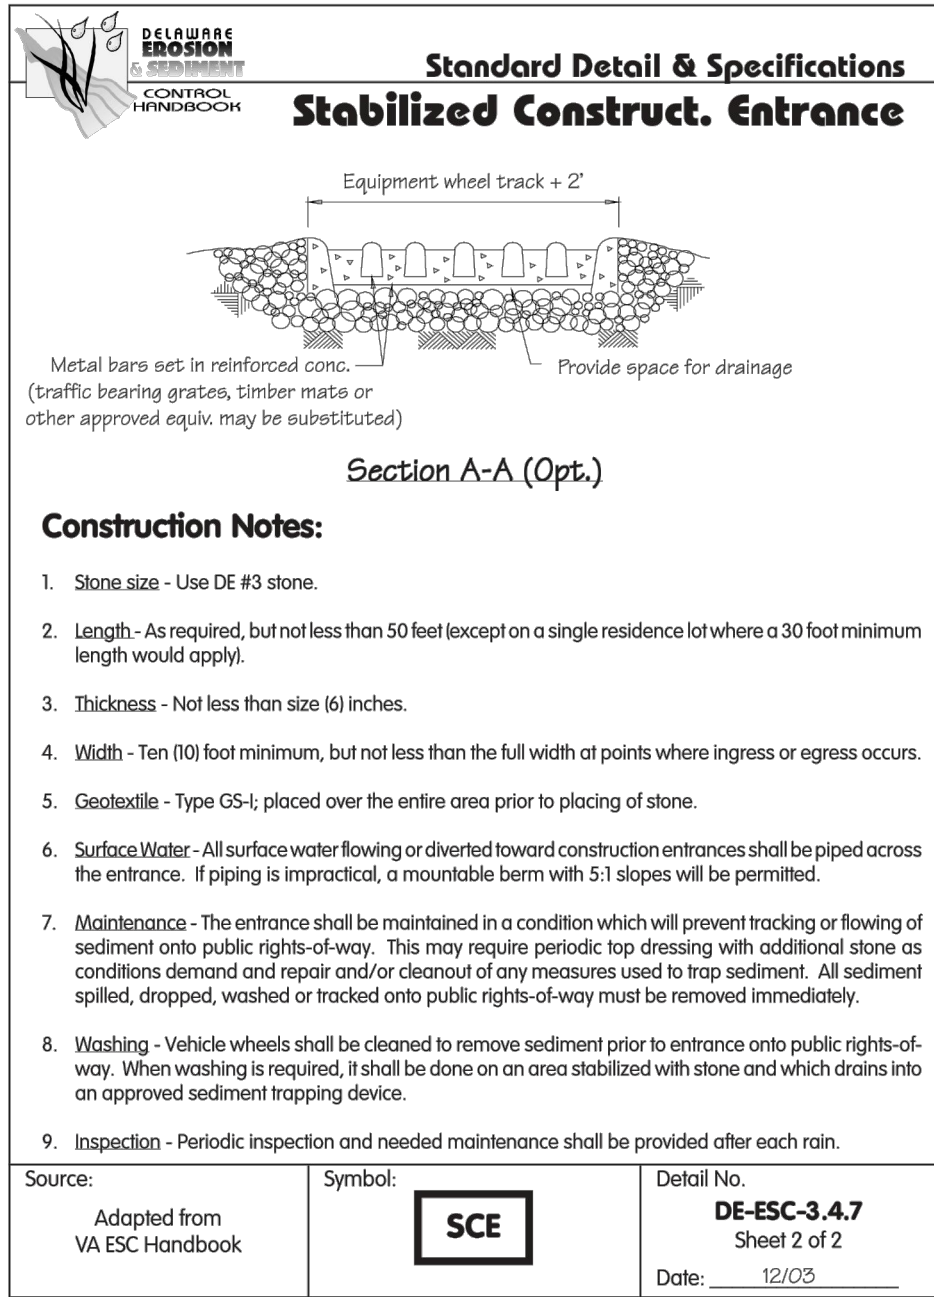 DELAWARE
EROSION
& SEDIMENT
CONTROL
HANDBOOK
Standard Detail & Specifications
Stabilized Construct. Entrance
Equipment wheel track + 2'
Metal bars set in reinforced conc.
(traffic bearing grates, timber mats or
other approved equiv. may be substituted)
Provide space for drainage
Section A-A (Opt.)
Construction Notes:
1. Stone size - Use DE #3 stone.
2. Length - As required, but not less than 50 feet (except on a single residence lot where a 30 foot minimum
length would apply).
3. Thickness - Not less than size (6) inches.
4. Width - Ten (10) foot minimum, but not less than the full width at points where ingress or egress occurs.
5. Geotextile - Type GS-I; placed over the entire area prior to placing of stone.
6. Surface Water - All surface water flowing or diverted toward construction entrances shall be piped across
the entrance. If piping is impractical, a mountable berm with 5:1 slopes will be permitted.
7. Maintenance - The entrance shall be maintained in a condition which will prevent tracking or flowing of
sediment onto public rights-of-way. This may require periodic top dressing with additional stone as
conditions demand and repair and/or cleanout of any measures used to trap sediment. All sediment
spilled, dropped, washed or tracked onto public rights-of-way must be removed immediately.
8. Washing - Vehicle wheels shall be cleaned to remove sediment prior to entrance onto public rights-of-
way. When washing is required, it shall be done on an area stabilized with stone and which drains into
an approved sediment trapping device.
9. Inspection - Periodic inspection and needed maintenance shall be provided after each rain.
Source:
Adapted from
VA ESC Handbook
Symbol:
SCE
Detail No.
DE-ESC-3.4.7
Sheet 2 of 2
Date: 12/03